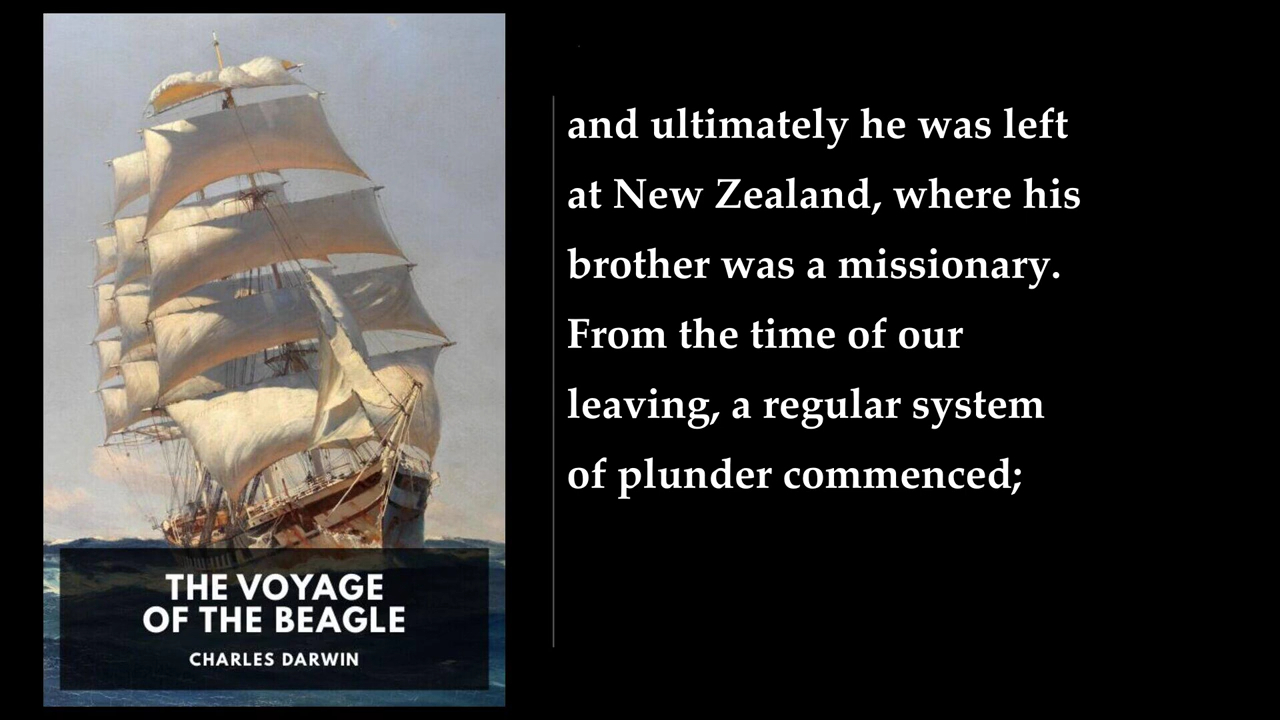 THE VOYAGE
OF THE BEAGLE
CHARLES DARWIN
and ultimately he was left
at New Zealand, where his
brother was a missionary.
From the time of our
leaving, a regular system
of plunder commenced;